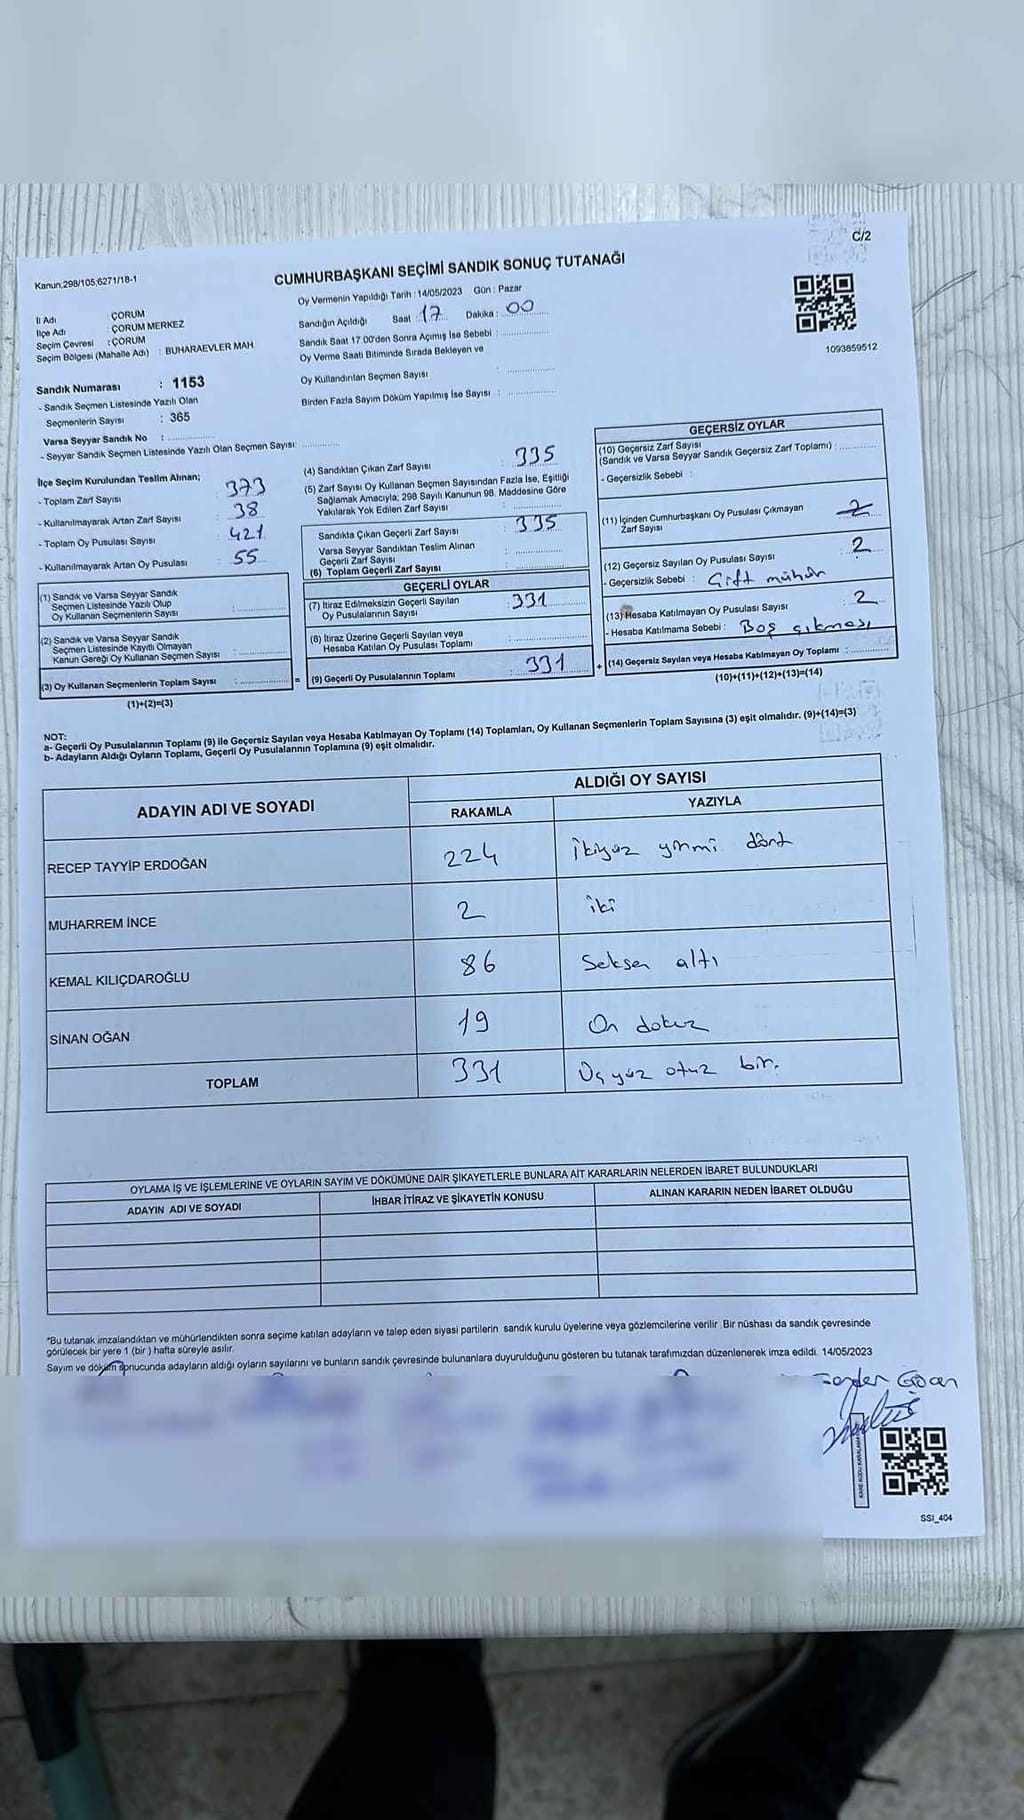 C/2
Kanun.298/105;6271/18-1
CUMHURBAŞKANI SEÇİMİ SANDIK SONUÇ TUTANAĞI
Oy Vermenin Yapıldığı Tarih : 14/05/2023 Gün : Pazar
İl Adı : ÇORUM
İlçe Adı : ÇORUM MERKEZ
Seçim Çevresi : ÇORUM
Seçim Bölgesi (Mahalle Adı) : BUHARAEVLER MAH.
Sandığın Açıldığı Saat : 17 Dakika : 00
Sandık Saat 17.00'den Sonra Açımış İse Sebebi :
Oy Verme Saati Bitiminde Sırada Bekleyen ve
Oy Kullandırılan Seçmen Sayısı :
Birden Fazla Sayım Döküm Yapılmış İse Sayısı :
1093859512
Sandık Numarası : 1153
- Sandık Seçmen Listesinde Yazılı Olan
Seçmenlerin Sayısı : 365
Varsa Seyyar Sandık No :
- Seyyar Sandık Seçmen Listesinde Yazılı Olan Seçmen Sayısı:
İlçe Seçim Kurulundan Teslim Alınan;
- Toplam Zarf Sayısı : 373
- Kullanılmayarak Artan Zarf Sayısı : 38
- Toplam Oy Pusulası Sayısı : 421
- Kullanılmayarak Artan Oy Pusulası : 55
(1) Sandık ve Varsa Seyyar Sandık
Seçmen Listesinde Yazılı Olup
Oy Kullanan Seçmenlerin Sayısı :
(2) Sandık ve Varsa Seyyar Sandık
Seçmen Listesinde Kayıtlı Olmayan
Kanun Gereği Oy Kullanan Seçmen Sayısı :
(3) Oy Kullanan Seçmenlerin Toplam Sayısı :
(1)+(2)=(3)
(4) Sandıktan Çıkan Zarf Sayısı : 335
(5) Zarf Sayısı Oy Kullanan Seçmen Sayısından Fazla İse, Eşitliği
Sağlamak Amacıyla; 298 Sayılı Kanunun 98. Maddesine Göre
Yakılarak Yok Edilen Zarf Sayısı :
Sandıkta Çıkan Geçerli Zarf Sayısı : 335
Varsa Seyyar Sandıktan Teslim Alınan
Geçerli Zarf Sayısı :
(6) Toplam Geçerli Zarf Sayısı :
GEÇERLİ OYLAR
(7) İtiraz Edilmeksizin Geçerli Sayılan
Oy Pusulalarının Sayısı : 331
(8) İtiraz Üzerine Geçerli Sayılan veya
Hesaba Katılan Oy Pusulası Toplamı :
(9) Geçerli Oy Pusulalarının Toplamı : 331
=
+
GEÇERSİZ OYLAR
(10) Geçersiz Zarf Sayısı
(Sandık ve Varsa Seyyar Sandık Geçersiz Zarf Toplamı) :
- Geçersizlik Sebebi :
(11) İçinden Cumhurbaşkanı Oy Pusulası Çıkmayan
Zarf Sayısı : 2
(12) Geçersiz Sayılan Oy Pusulası Sayısı : 2
- Geçersizlik Sebebi : Çift mühür
(13) Hesaba Katılmayan Oy Pusulası Sayısı : 2
- Hesaba Katılmama Sebebi : Boş çıkması
(14) Geçersiz Sayılan veya Hesaba Katılmayan Oy Toplamı :
(10)+(11)+(12)+(13)=(14)
NOT:
a- Geçerli Oy Pusulalarının Toplamı (9) ile Geçersiz Sayılan veya Hesaba Katılmayan Oy Toplamı (14) Toplamları, Oy Kullanan Seçmenlerin Toplam Sayısına (3) eşit olmalıdır. (9)+(14)=(3)
b- Adayların Aldığı Oyların Toplamı, Geçerli Oy Pusulalarının Toplamına (9) eşit olmalıdır.
ADAYIN ADI VE SOYADI
ALDIĞI OY SAYISI
RAKAMLA YAZIYLA
RECEP TAYYİP ERDOĞAN 224 İkiyüz yirmi dört
MUHARREM İNCE 2 iki
KEMAL KILIÇDAROĞLU 86 Seksen altı
SİNAN OĞAN 19 On dokuz
TOPLAM 331 Üçyüz otuz bir.
OYLAMA İŞ VE İŞLEMLERİNE VE OYLARIN SAYIM VE DÖKÜMÜNE DAİR ŞİKAYETLERLE BUNLARA AİT KARARLARIN NELERDEN İBARET BULUNDUKLARI
ADAYIN ADI VE SOYADI İHBAR İTİRAZ VE ŞİKAYETİN KONUSU ALINAN KARARIN NEDEN İBARET OLDUĞU
*Bu tutanak imzalandıktan ve mühürlendikten sonra seçime katılan adayların ve talep eden siyasi partilerin sandık kurulu üyelerine veya gözlemcilerine verilir. Bir nüshası da sandık çevresinde
görülecek bir yere 1 (bir) hafta süreyle asılır.
Sayım ve döküm sonucunda adayların aldığı oyların sayılarını ve bunların sandık çevresinde bulunanlara duyurulduğunu gösteren bu tutanak tarafımızdan düzenlenerek imza edildi. 14/05/2023
SSI_404